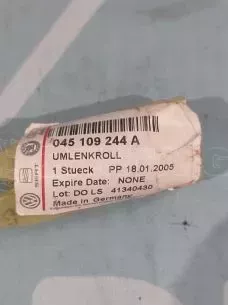 045 109 244 A
UMLENKROLL
1 Stueck PP 18.01.2005
Expire Date: NONE
Lot: DO LS 41340430
Made in Germany
SEAT